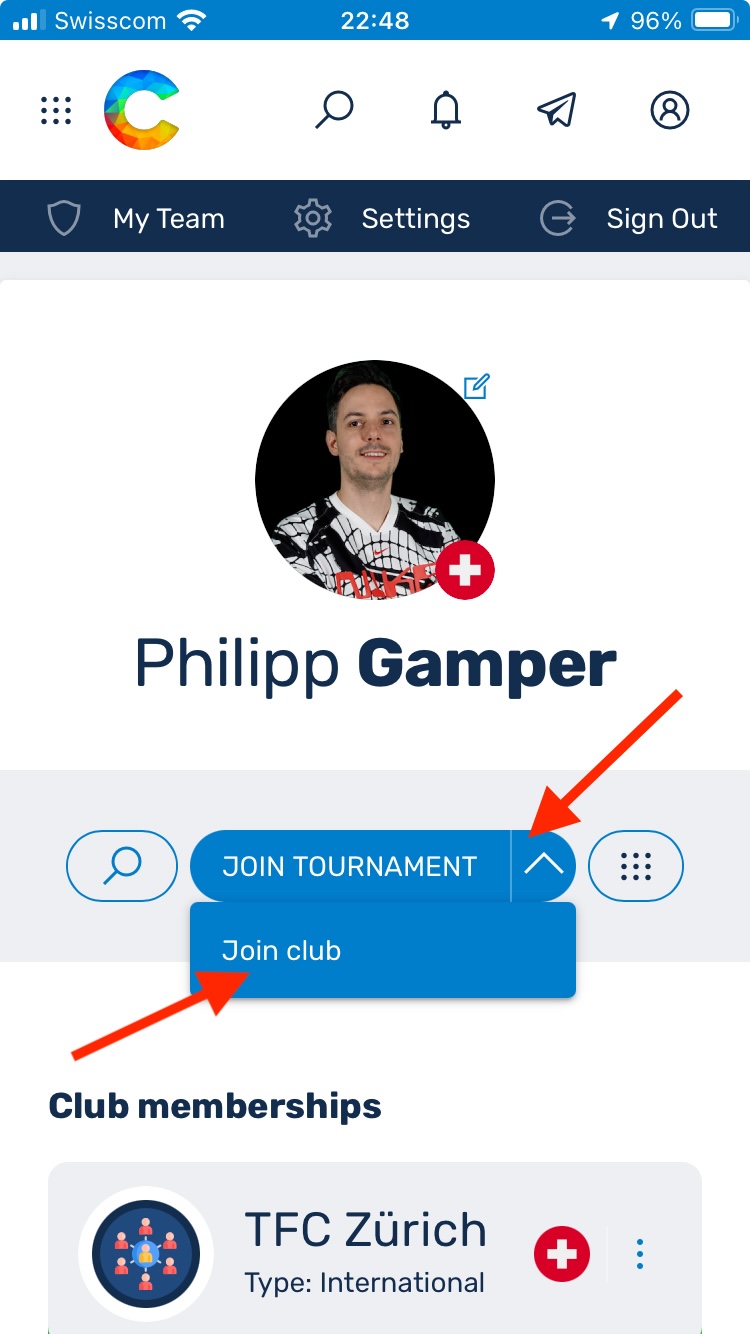 Swisscom 22:48 96%
My Team Settings Sign Out
Philipp Gamper
JOIN TOURNAMENT
Join club
Club memberships
TFC Zürich
Type: International